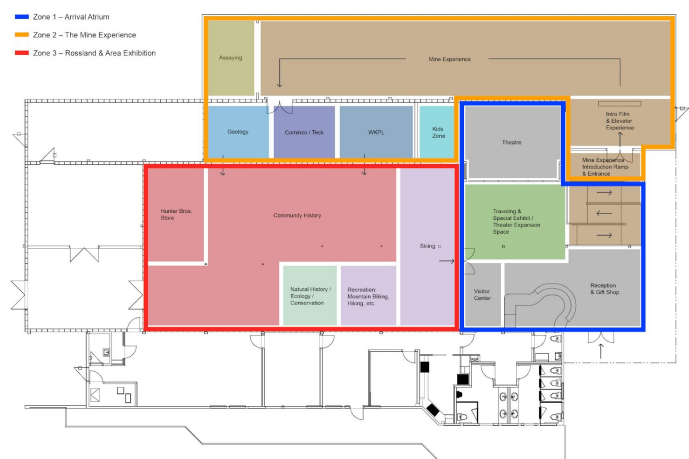 Zone 1 – Arrival Atrium
Zone 2 – The Mine Experience
Zone 3 – Rossland & Area Exhibition
Assaying
Mine Experience
Geology
Cominco / Teck
WKPL
Kids
Zone
Intro Film
& Elevator
Experience
Theatre
Mine Experience
Introduction Ramp
& Entrance
Hunter Bros.
Store
Community History
Skiing
Traveling &
Special Exhibit /
Theater Expansion
Space
Natural History /
Ecology /
Conservation
Recreation:
Mountain Biking,
Hiking, etc.
Visitor
Center
Reception
& Gift Shop